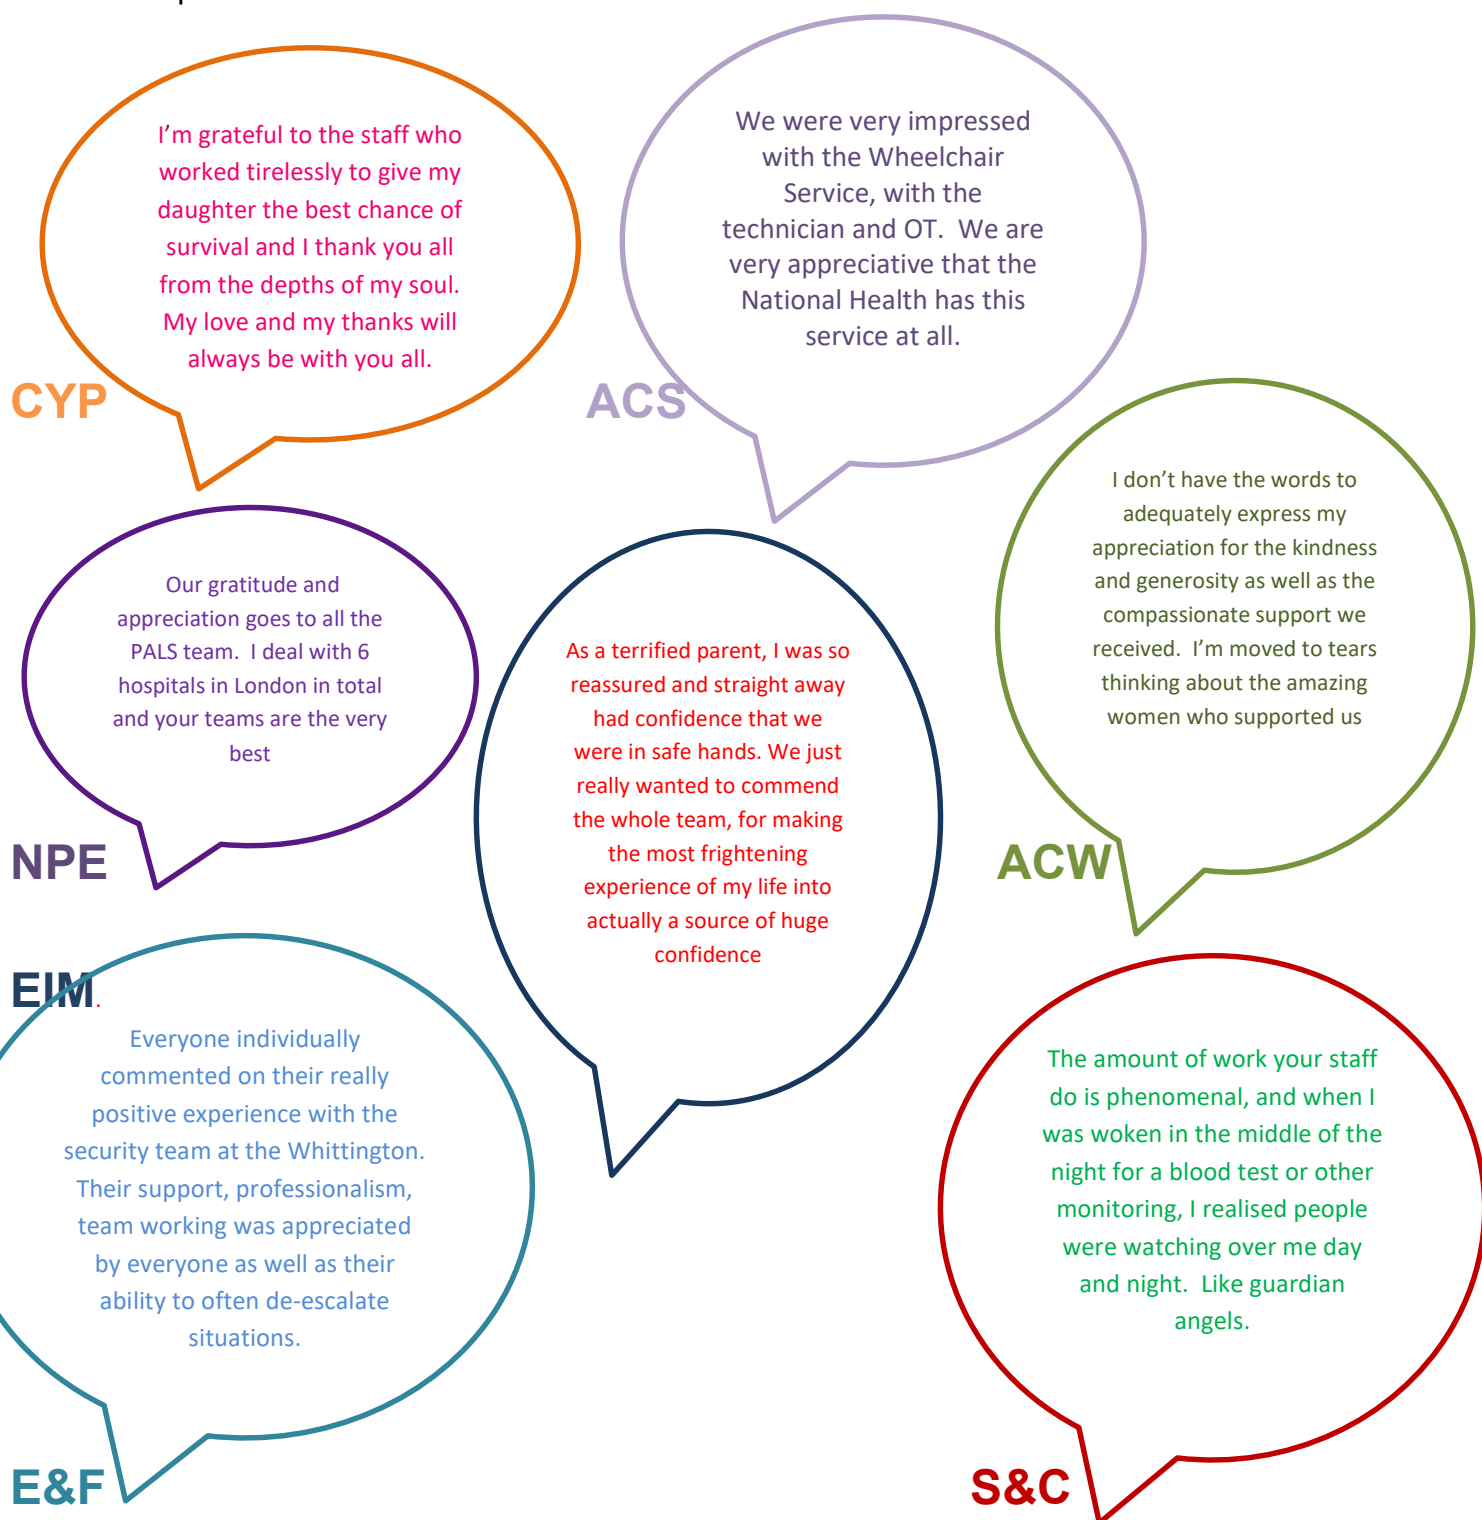 I'm grateful to the staff who
worked tirelessly to give my
daughter the best chance of
survival and I thank you all
from the depths of my soul.
My love and my thanks will
always be with you all.
CYP
We were very impressed
with the Wheelchair
Service, with the
technician and OT.  We are
very appreciative that the
National Health has this
service at all.
ACS
Our gratitude and
appreciation goes to all the
PALS team.  I deal with 6
hospitals in London in total
and your teams are the very
best
NPE
As a terrified parent, I was so
reassured and straight away
had confidence that we
were in safe hands. We just
really wanted to commend
the whole team, for making
the most frightening
experience of my life into
actually a source of huge
confidence
EIM.
I don't have the words to
adequately express my
appreciation for the kindness
and generosity as well as the
compassionate support we
received.  I'm moved to tears
thinking about the amazing
women who supported us
ACW
Everyone individually
commented on their really
positive experience with the
security team at the Whittington.
Their support, professionalism,
team working was appreciated
by everyone as well as their
ability to often de-escalate
situations.
E&F
The amount of work your staff
do is phenomenal, and when I
was woken in the middle of the
night for a blood test or other
monitoring, I realised people
were watching over me day
and night.  Like guardian
angels.
S&C